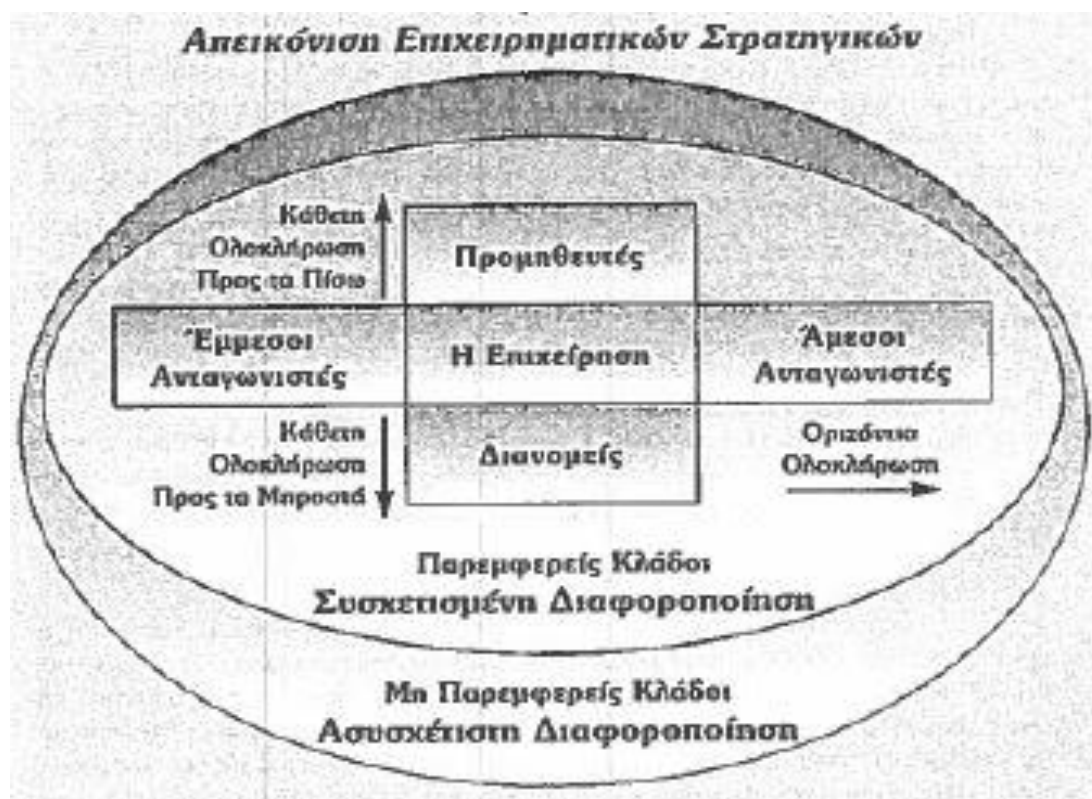 Απεικόνιση Επιχειρηματικών Στρατηγικών
Κάθετη
Ολοκλήρωση
Προς τα Πίσω
Προμηθευτές
Έμμεσοι
Ανταγωνιστές
Η Επιχείρηση
Άμεσοι
Ανταγωνιστές
Κάθετη
Ολοκλήρωση
Προς τα Μπροστά
Διανομείς
Οριζόντια
Ολοκλήρωση
Παρεμφερείς Κλάδοι
Συσχετισμένη Διαφοροποίηση
Μη Παρεμφερείς Κλάδοι
Ασυσχέτιστη Διαφοροποίηση